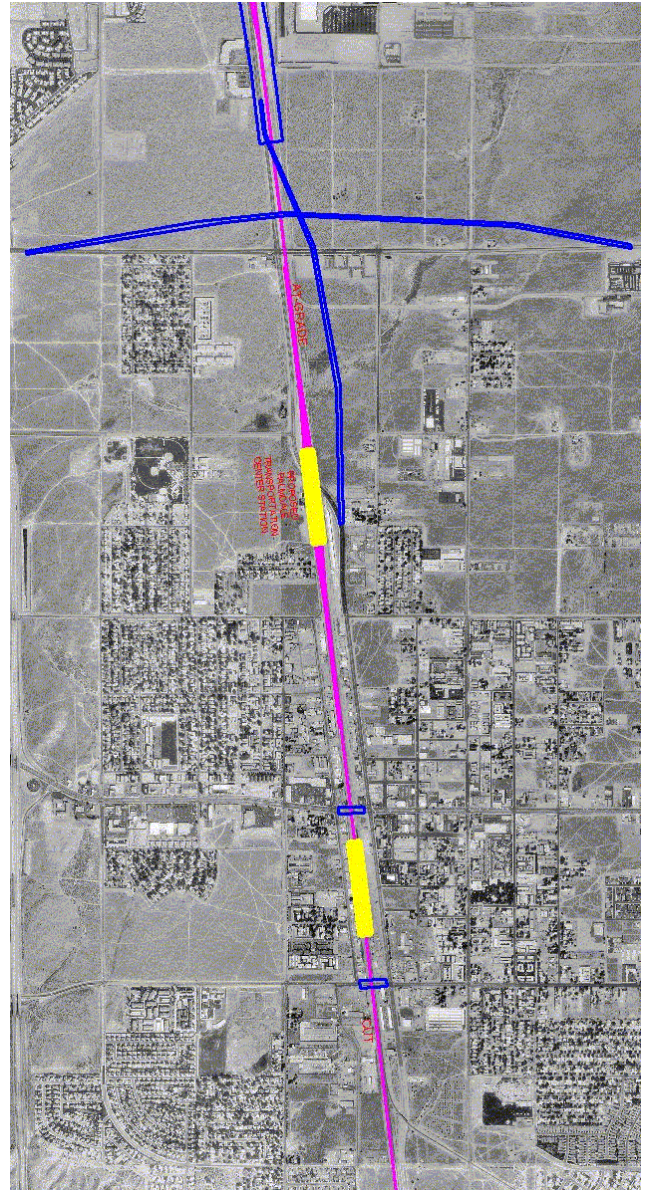 AT-GRADE
PROPOSED
PALMDALE
TRANSPORTATION
CENTER STATION
CUT